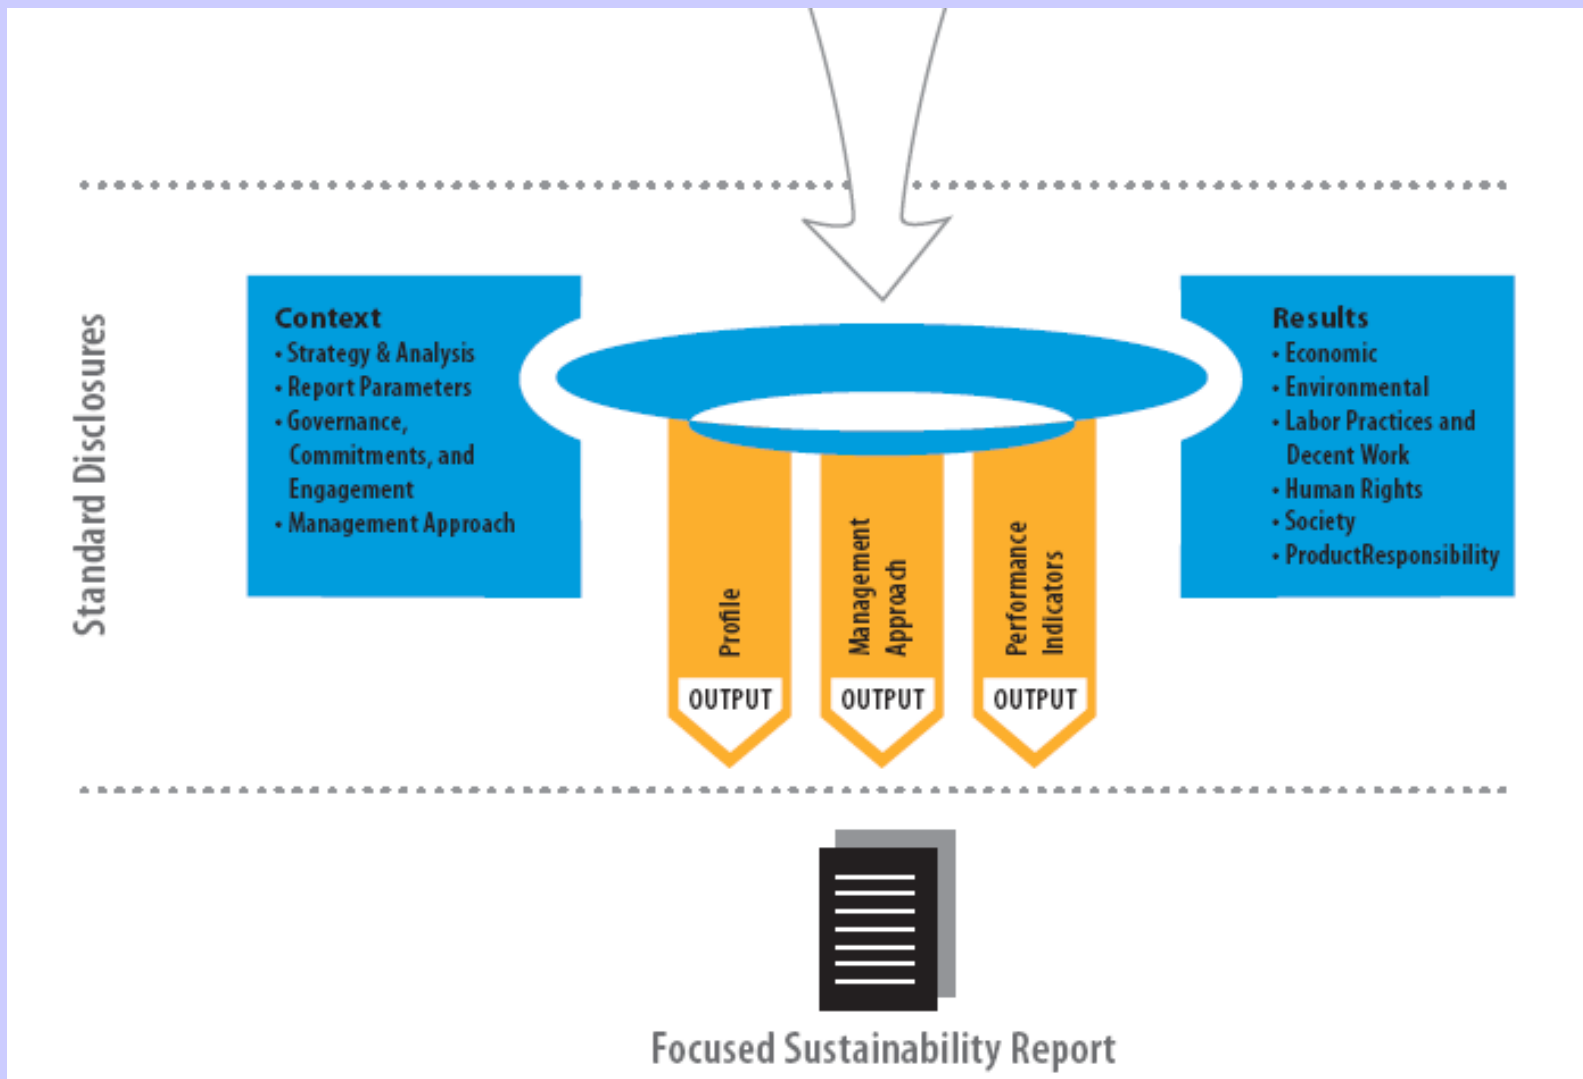 Standard Disclosures
Context
• Strategy & Analysis
• Report Parameters
• Governance,
Commitments, and
Engagement
• Management Approach
Profile
Management
Approach
Performance
Indicators
OUTPUT
OUTPUT
OUTPUT
Results
• Economic
• Environmental
• Labor Practices and
Decent Work
• Human Rights
• Society
• ProductResponsibility
Focused Sustainability Report